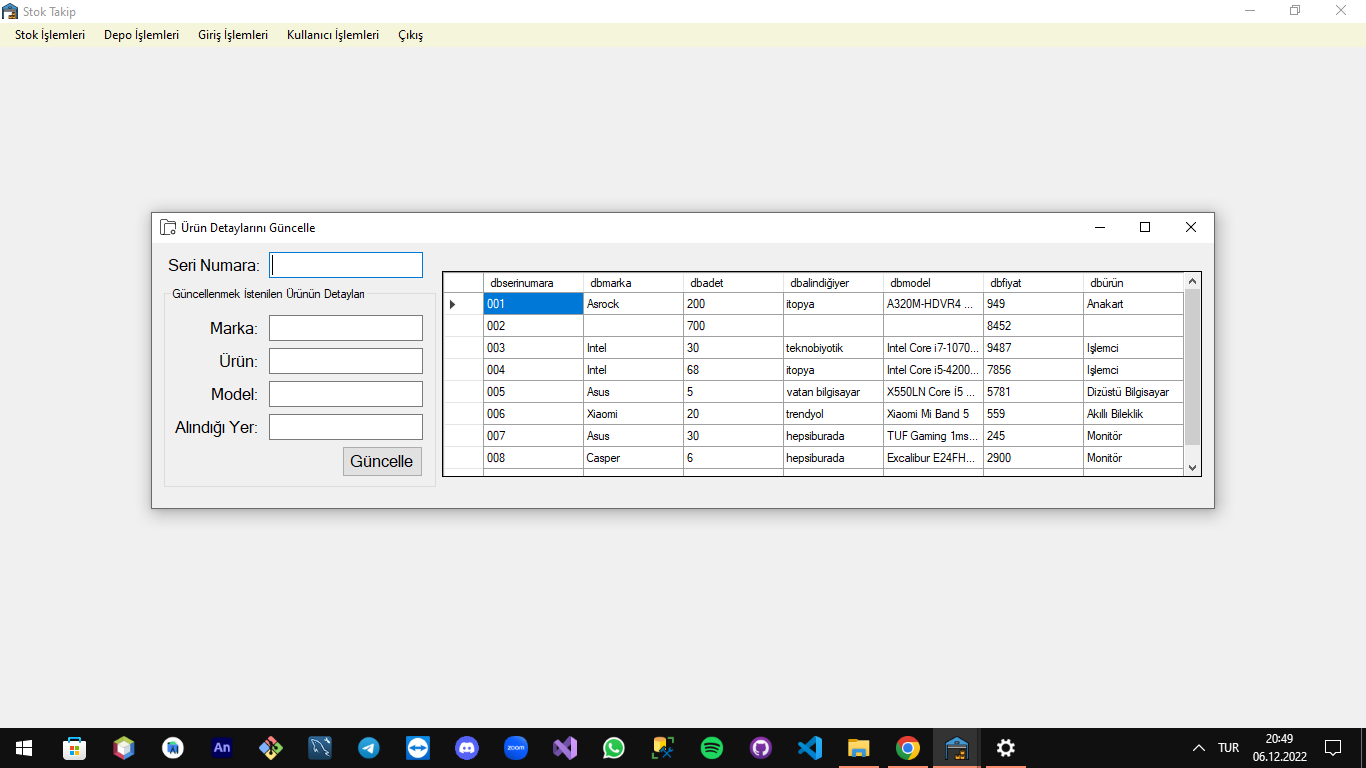 Stok Takip
Stok İşlemleri Depo İşlemleri Giriş İşlemleri Kullanıcı İşlemleri Çıkış
Ürün Detaylarını Güncelle
Seri Numara:
Güncellenmek İstenilen Ürünün Detayları
Marka:
Ürün:
Model:
Alındığı Yer:
Güncelle
dbserinumara dbmarka dbadet dbalindiğiyer dbmodel dbfiyat dbürün
001 Asrock 200 itopya A320M-HDVR4 ... 949 Anakart
002 700 8452
003 Intel 30 teknobiyotik Intel Core i7-1070... 9487 Işlemci
004 Intel 68 itopya Intel Core i5-4200... 7856 Işlemci
005 Asus 5 vatan bilgisayar X550LN Core İ5 ... 5781 Dizüstü Bilgisayar
006 Xiaomi 20 trendyol Xiaomi Mi Band 5 559 Akıllı Bileklik
007 Asus 30 hepsiburada TUF Gaming 1ms... 245 Monitör
008 Casper 6 hepsiburada Excalibur E24FH... 2900 Monitör
An
zoom
TUR
20:49
06.12.2022